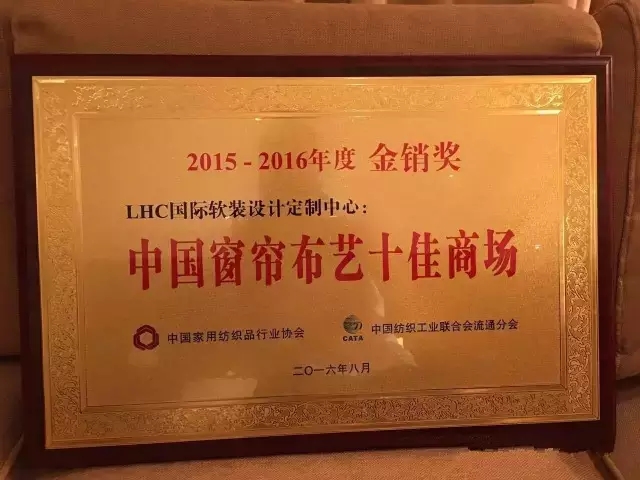 2015 - 2016年度 金销奖
LHC国际软装设计定制中心：
中国窗帘布艺十佳商场
中国家用纺织品行业协会 CATA 中国纺织工业联合会流通分会
二〇一六年八月